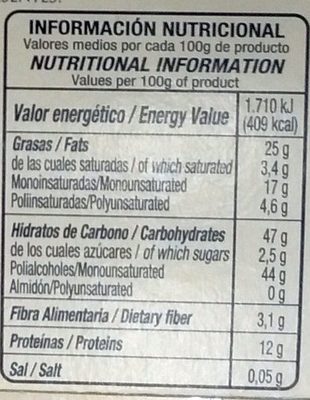 INFORMACIÓN NUTRICIONAL
Valores medios por cada 100g de producto
NUTRITIONAL INFORMATION
Values per 100g of product
Valor energético / Energy Value 1.710 kJ
(409 kcal)
Grasas / Fats 25 g
de las cuales saturadas / of which saturated 3,4 g
Monoinsaturadas/Monounsaturated 17 g
Poliinsaturadas/Polyunsaturated 4,6 g
Hidratos de Carbono / Carbohydrates 47 g
de los cuales azúcares / of which sugars 2,5 g
Polialcoholes/Monounsaturated 44 g
Almidón/Polyunsaturated 0 g
Fibra Alimentaria / Dietary fiber 3,1 g
Proteínas / Proteins 12 g
Sal / Salt 0,05 g